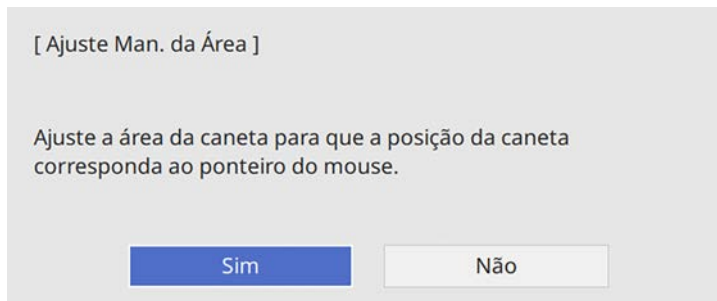 [ Ajuste Man. da Área ]
Ajuste a área da caneta para que a posição da caneta
corresponda ao ponteiro do mouse.
Sim
Não